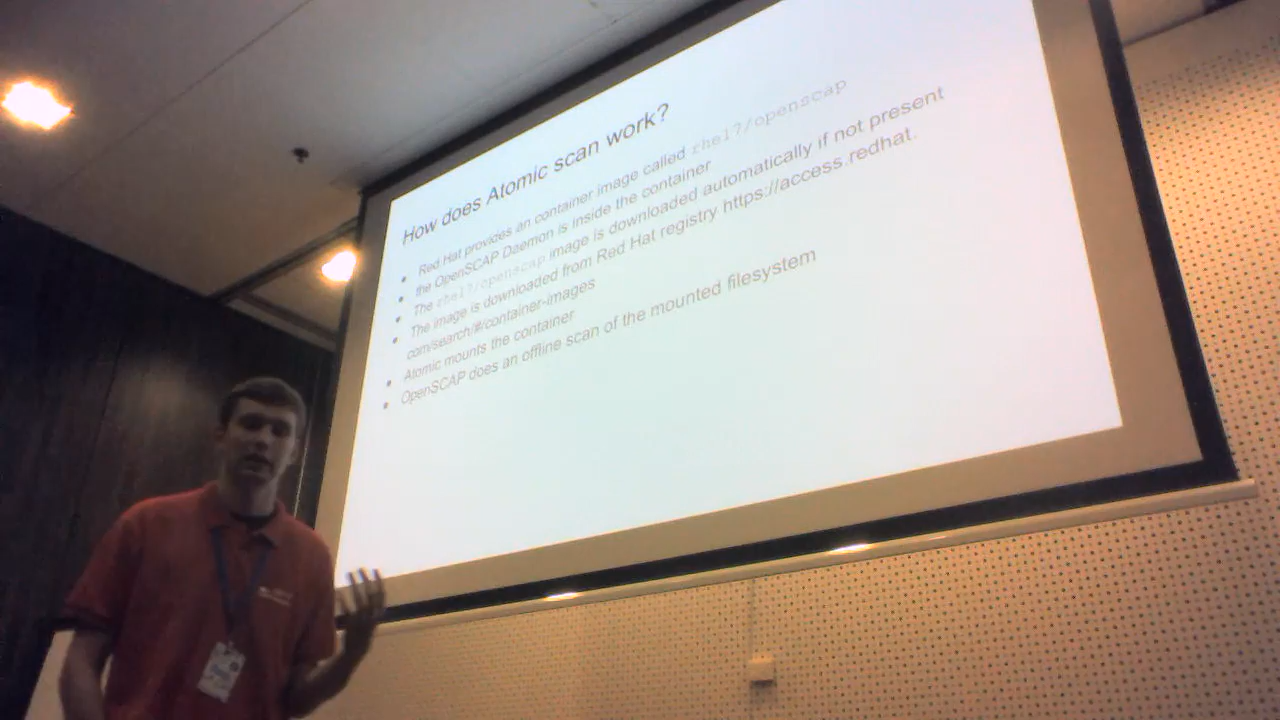 How does Atomic scan work?
Red Hat provides an container image called rhel7/openscap
the OpenSCAP Daemon is inside the container
The rhel7/openscap image is downloaded automatically if not present
The image is downloaded from Red Hat registry https://access.redhat.
com/search/#/container-images
Atomic mounts the container
OpenSCAP does an offline scan of the mounted filesystem